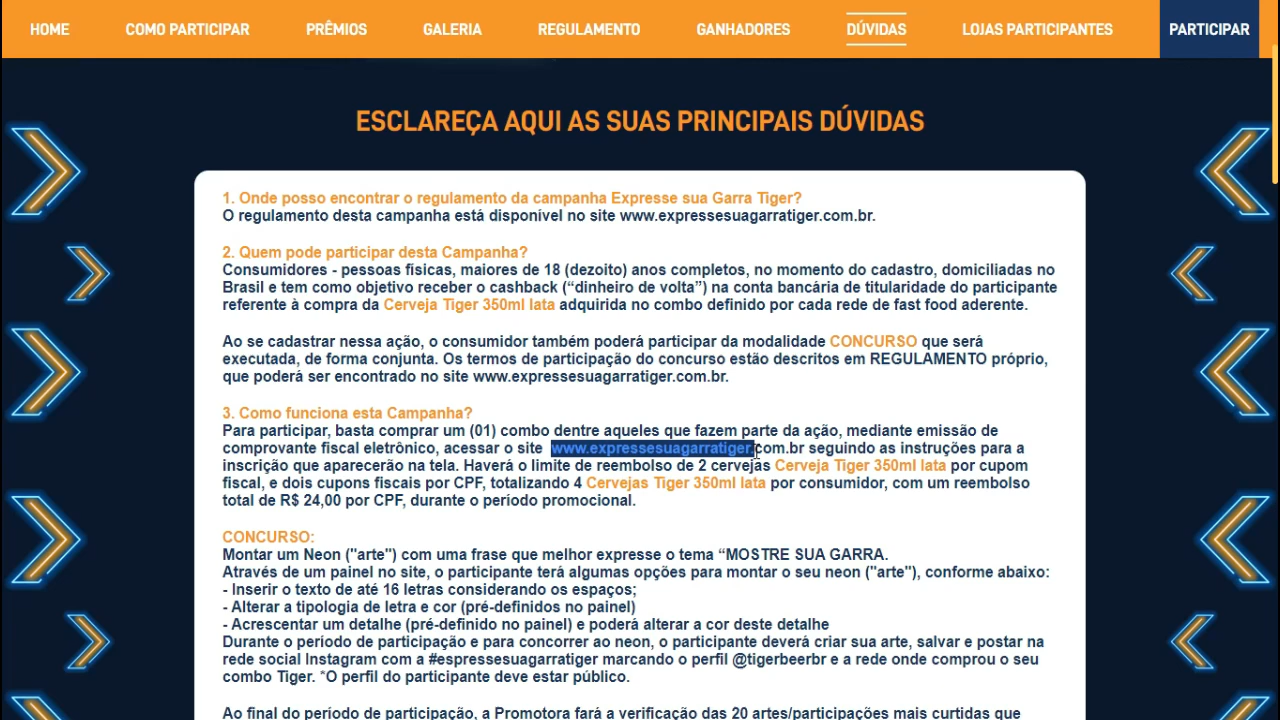 HOME COMO PARTICIPAR PRÊMIOS GALERIA REGULAMENTO GANHADORES DÚVIDAS LOJAS PARTICIPANTES PARTICIPAR
ESCLAREÇA AQUI AS SUAS PRINCIPAIS DÚVIDAS
1. Onde posso encontrar o regulamento da campanha Expresse sua Garra Tiger?
O regulamento desta campanha está disponível no site www.expressesuagarratiger.com.br.
2. Quem pode participar desta Campanha?
Consumidores - pessoas físicas, maiores de 18 (dezoito) anos completos, no momento do cadastro, domiciliadas no
Brasil e tem como objetivo receber o cashback (“dinheiro de volta”) na conta bancária de titularidade do participante
referente à compra da Cerveja Tiger 350ml lata adquirida no combo definido por cada rede de fast food aderente.
Ao se cadastrar nessa ação, o consumidor também poderá participar da modalidade CONCURSO que será
executada, de forma conjunta. Os termos de participação do concurso estão descritos em REGULAMENTO próprio,
que poderá ser encontrado no site www.expressesuagarratiger.com.br.
3. Como funciona esta Campanha?
Para participar, basta comprar um (01) combo dentre aqueles que fazem parte da ação, mediante emissão de
comprovante fiscal eletrônico, acessar o site www.expressesuagarratiger.com.br seguindo as instruções para a
inscrição que aparecerão na tela. Haverá o limite de reembolso de 2 cervejas Cerveja Tiger 350ml lata por cupom
fiscal, e dois cupons fiscais por CPF, totalizando 4 Cervejas Tiger 350ml lata por consumidor, com um reembolso
total de R$ 24,00 por CPF, durante o período promocional.
CONCURSO:
Montar um Neon ("arte") com uma frase que melhor expresse o tema “MOSTRE SUA GARRA.
Através de um painel no site, o participante terá algumas opções para montar o seu neon ("arte"), conforme abaixo:
- Inserir o texto de até 16 letras considerando os espaços;
- Alterar a tipologia de letra e cor (pré-definidos no painel)
- Acrescentar um detalhe (pré-definido no painel) e poderá alterar a cor deste detalhe
Durante o período de participação e para concorrer ao neon, o participante deverá criar sua arte, salvar e postar na
rede social Instagram com a #espressesuagarratiger marcando o perfil @tigerbeerbr e a rede onde comprou o seu
combo Tiger. *O perfil do participante deve estar público.
Ao final do período de participação, a Promotora fará a verificação das 20 artes/participações mais curtidas que